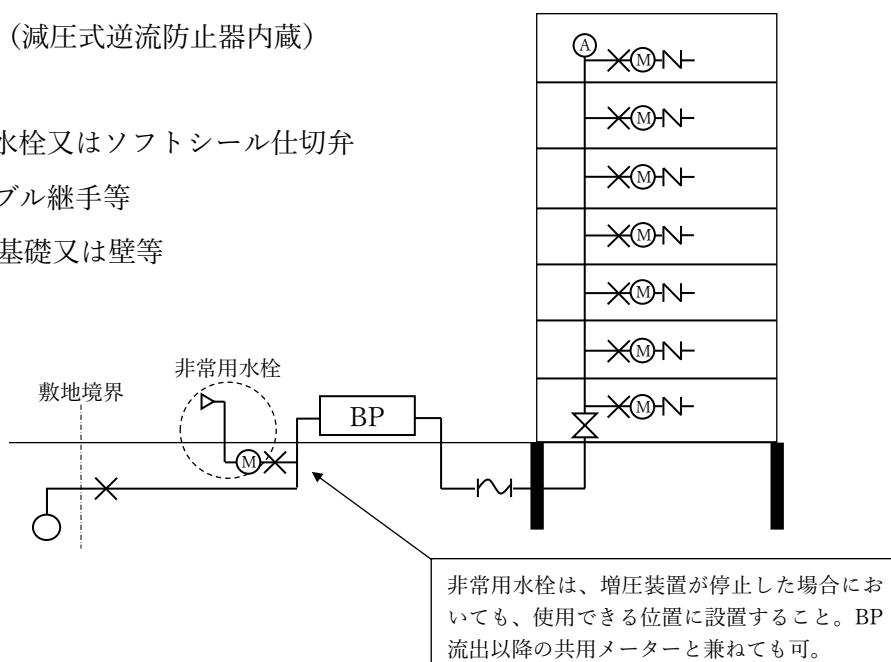 （減圧式逆流防止器内蔵）
水栓又はソフトシール仕切弁
ブル継手等
基礎又は壁等
A
M
M
M
M
M
M
M
非常用水栓
敷地境界
BP
M
非常用水栓は、増圧装置が停止した場合にお
いても、使用できる位置に設置すること。BP
流出以降の共用メーターと兼ねても可。